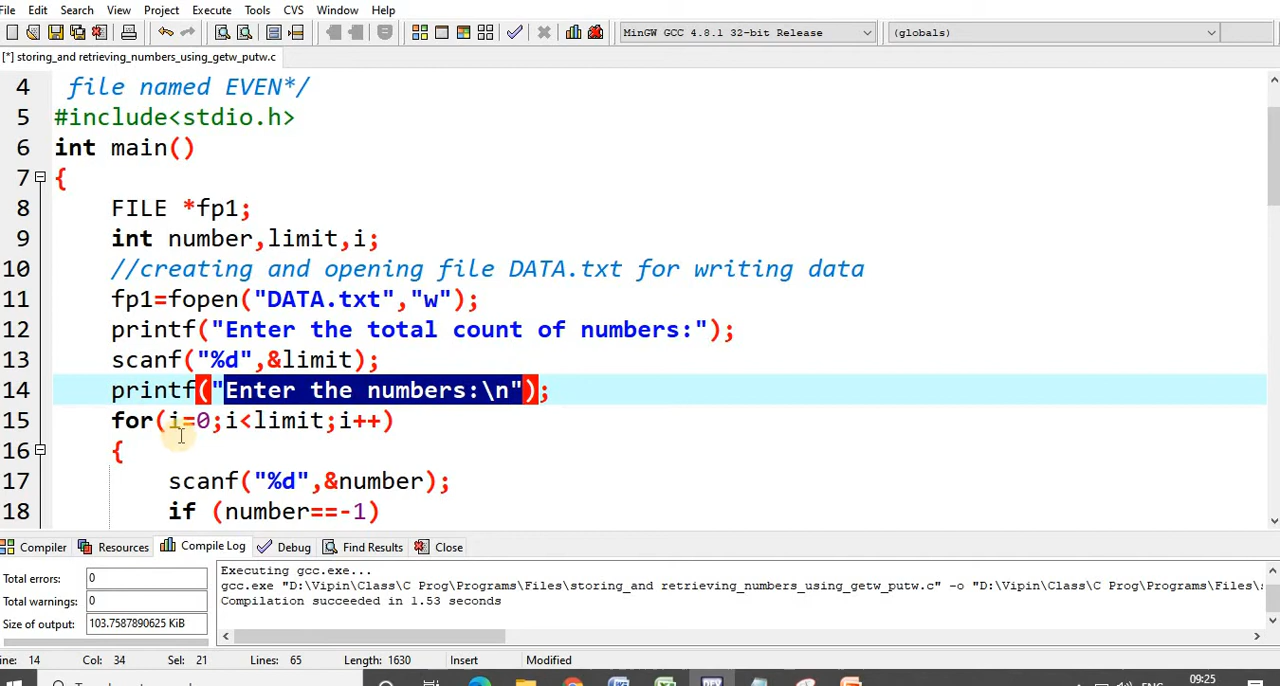 File Edit Search View Project Execute Tools CVS Window Help
MinGW GCC 4.8.1 32-bit Release (globals)
[*] storing_and retrieving_numbers_using_getw_putw.c
4 file named EVEN*/
5 #include<stdio.h>
6 int main()
7 {
8 FILE *fp1;
9 int number,limit,i;
10 //creating and opening file DATA.txt for writing data
11 fp1=fopen("DATA.txt","w");
12 printf("Enter the total count of numbers:");
13 scanf("%d",&limit);
14 printf("Enter the numbers:\n");
15 for(i=0;i<limit;i++)
16 {
17 scanf("%d",&number);
18 if (number==-1)
Compiler Resources Compile Log Debug Find Results Close
Total errors: 0
Total warnings: 0
Size of output: 103.7587890625 KiB
Executing gcc.exe...
gcc.exe "D:\Vipin\Class\C Prog\Programs\Files\storing_and retrieving_numbers_using_getw_putw.c" -o "D:\Vipin\Class\C Prog\Programs\Files\s
Compilation succeeded in 1.53 seconds
ine: 14 Col: 34 Sel: 21 Lines: 65 Length: 1630 Insert Modified
09:25